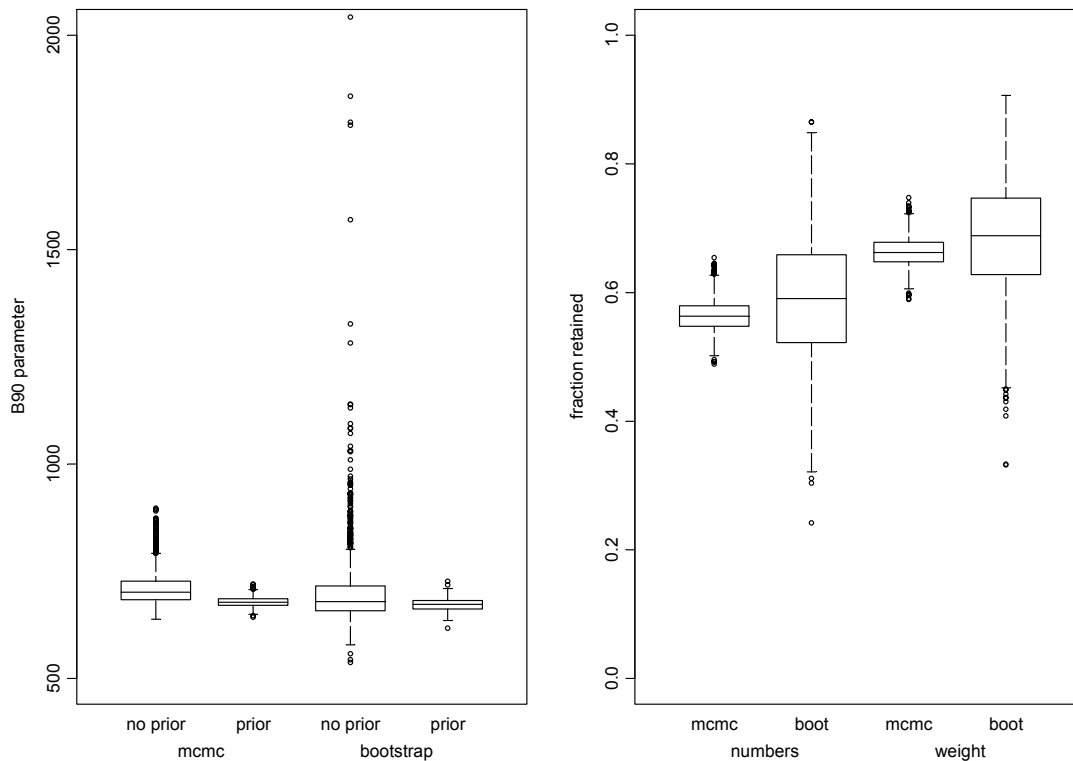 B90 parameter
2000
1500
1000
500
no prior prior no prior prior
mcmc bootstrap
fraction retained
1.0
0.8
0.6
0.4
0.2
0.0
mcmc boot mcmc boot
numbers weight